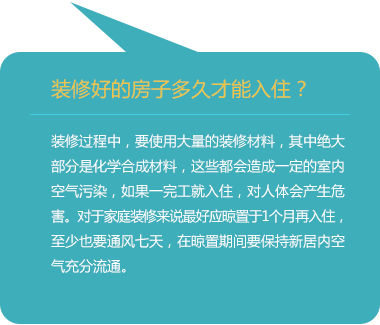 装修好的房子多久才能入住？
装修过程中，要使用大量的装修材料，其中绝大
部分是化学合成材料，这些都会造成一定的室内
空气污染，如果一完工就入住，对人体会产生危
害。对于家庭装修来说最好应晾置于1个月再入住，
至少也要通风七天，在晾置期间要保持新居内空
气充分流通。